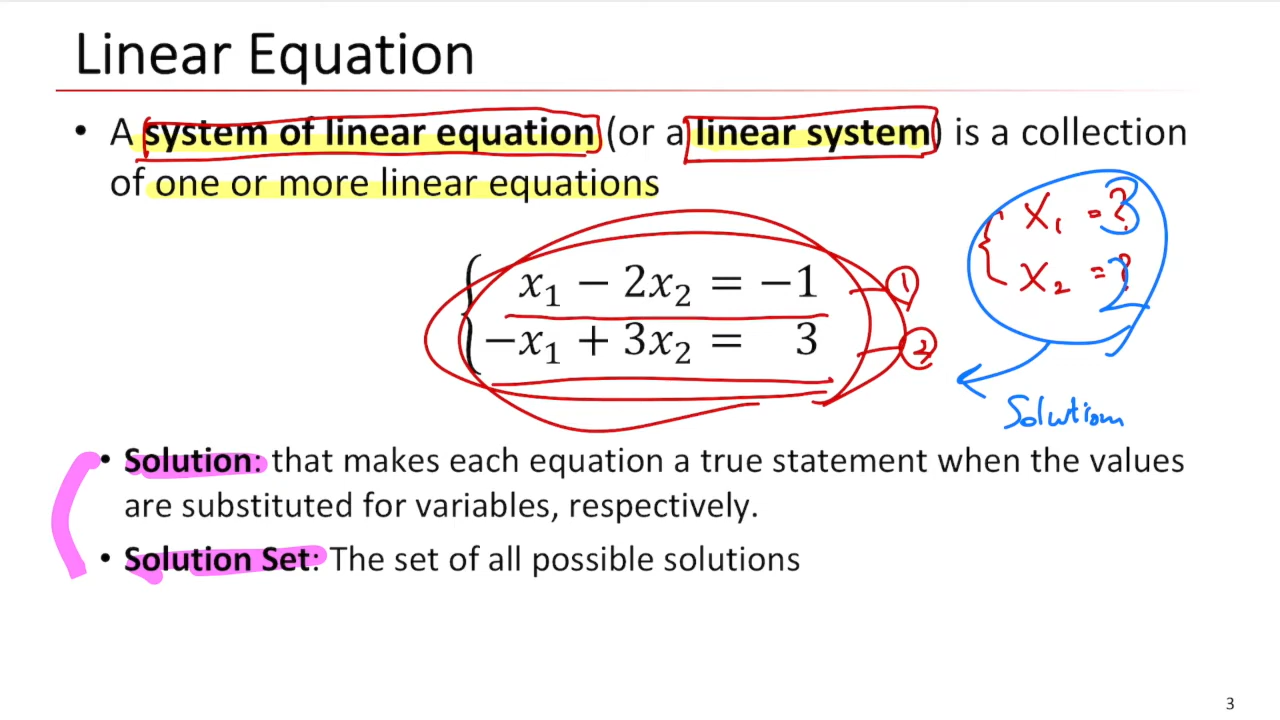 Linear Equation
• A system of linear equation (or a linear system) is a collection
of one or more linear equations
x₁ = 3
x₂ = 2
x₁ − 2x₂ = −1 ①
−x₁ + 3x₂ = 3 ②
Solution
• Solution: that makes each equation a true statement when the values
are substituted for variables, respectively.
• Solution Set: The set of all possible solutions
3